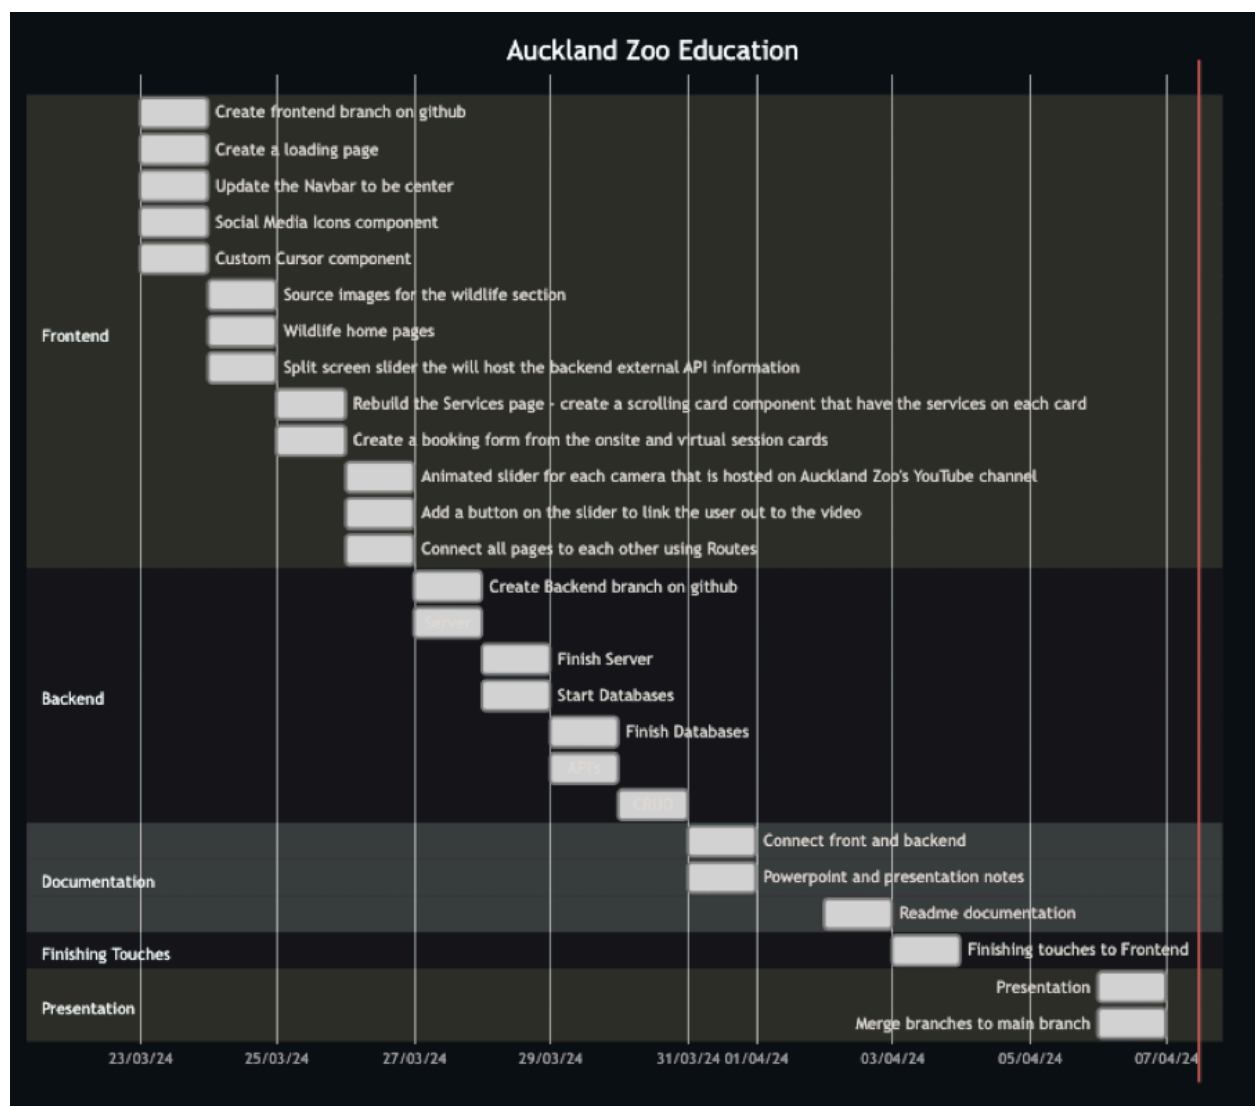 Auckland Zoo Education
Create frontend branch on github
Create a loading page
Update the Navbar to be center
Social Media Icons component
Custom Cursor component
Source images for the wildlife section
Frontend
Wildlife home pages
Split screen slider the will host the backend external API information
Rebuild the Services page - create a scrolling card component that have the services on each card
Create a booking form from the onsite and virtual session cards
Animated slider for each camera that is hosted on Auckland Zoo's YouTube channel
Add a button on the slider to link the user out to the video
Connect all pages to each other using Routes
Create Backend branch on github
Server
Finish Server
Backend
Start Databases
Finish Databases
API's
CRUD
Connect front and backend
Documentation
Powerpoint and presentation notes
Readme documentation
Finishing Touches
Finishing touches to Frontend
Presentation
Presentation
Merge branches to main branch
23/03/24 25/03/24 27/03/24 29/03/24 31/03/24 01/04/24 03/04/24 05/04/24 07/04/24